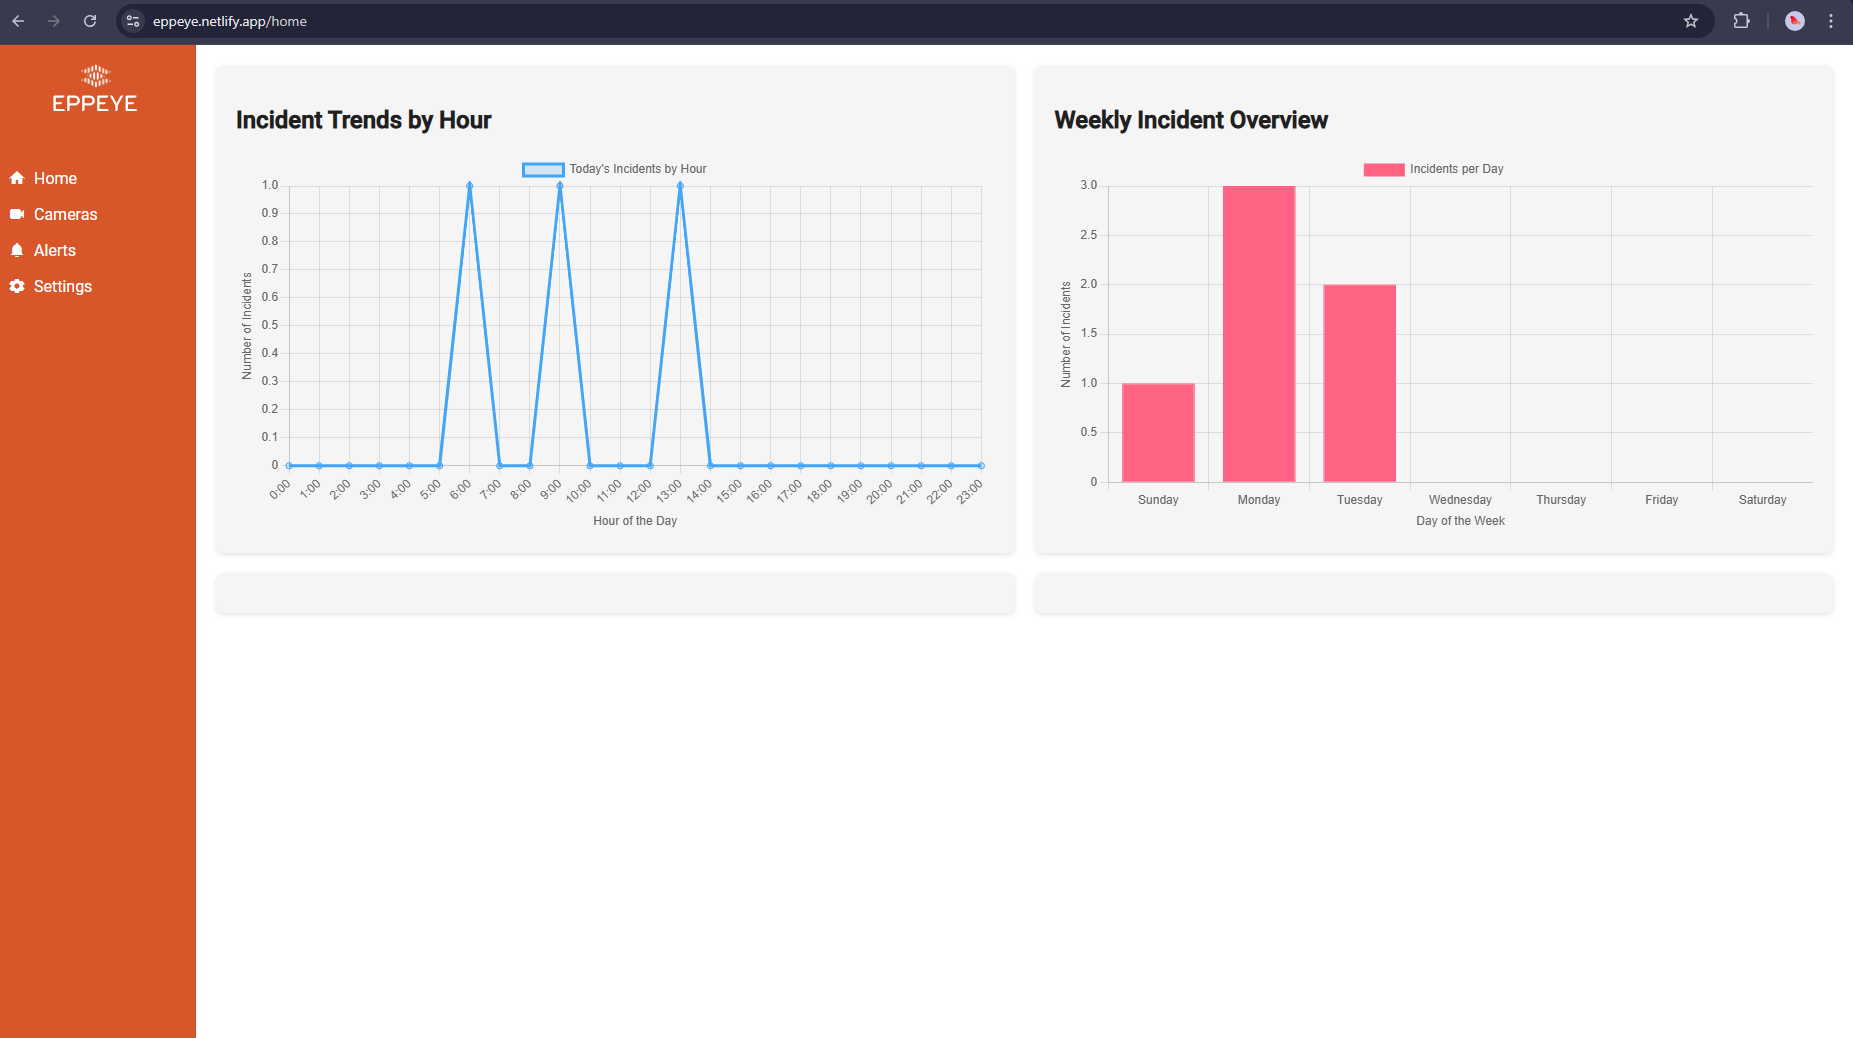 eppeye.netlify.app/home
EPPEYE
Home
Cameras
Alerts
Settings
Incident Trends by Hour
Today's Incidents by Hour
Number of Incidents
1.0
0.9
0.8
0.7
0.6
0.5
0.4
0.3
0.2
0.1
0
0:00 1:00 2:00 3:00 4:00 5:00 6:00 7:00 8:00 9:00 10:00 11:00 12:00 13:00 14:00 15:00 16:00 17:00 18:00 19:00 20:00 21:00 22:00 23:00
Hour of the Day
Weekly Incident Overview
Incidents per Day
Number of Incidents
3.0
2.5
2.0
1.5
1.0
0.5
0
Sunday Monday Tuesday Wednesday Thursday Friday Saturday
Day of the Week